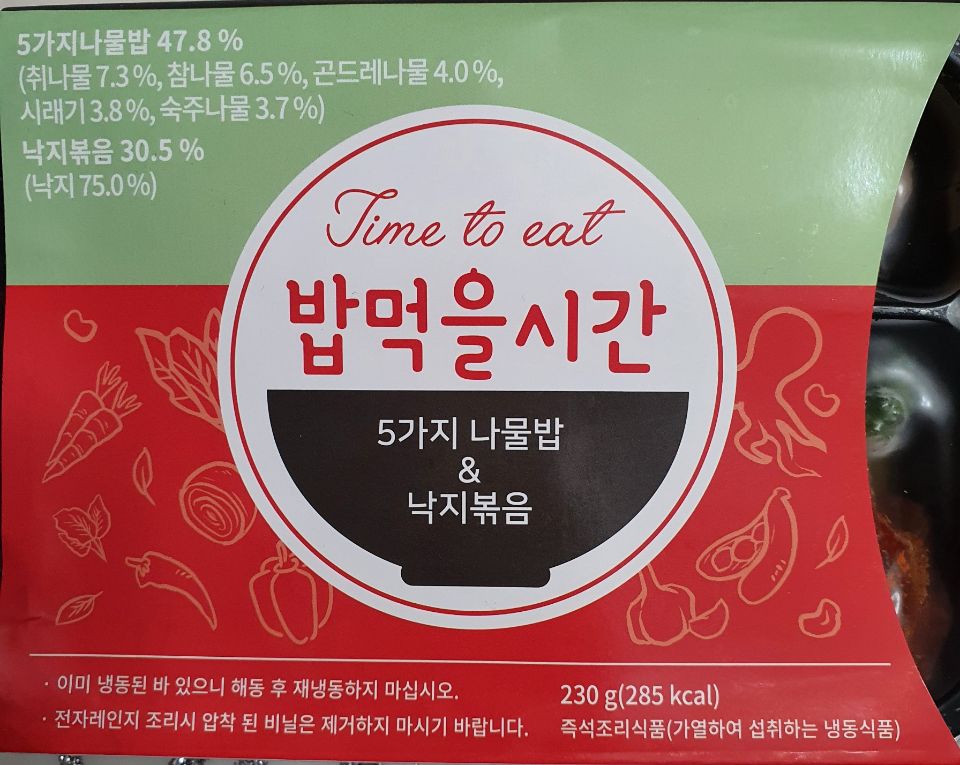 5가지나물밥 47.8 %
(취나물 7.3 %, 참나물 6.5 %, 곤드레나물 4.0 %,
시래기 3.8 %, 숙주나물 3.7 %)
낙지볶음 30.5 %
(낙지 75.0 %)
Time to eat
밥먹을시간
5가지 나물밥
&
낙지볶음
· 이미 냉동된 바 있으니 해동 후 재냉동하지 마십시오.
· 전자레인지 조리시 압착 된 비닐은 제거하지 마시기 바랍니다.
230 g(285 kcal)
즉석조리식품(가열하여 섭취하는 냉동식품)